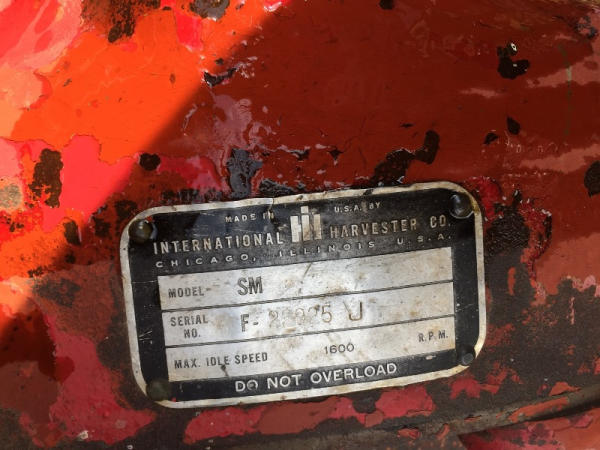 MADE IN IH U.S.A. BY
INTERNATIONAL HARVESTER CO.
CHICAGO, ILLINOIS U.S.A.
MODEL- SM
SERIAL NO. F- J
MAX. IDLE SPEED 1600 R.P.M.
DO NOT OVERLOAD